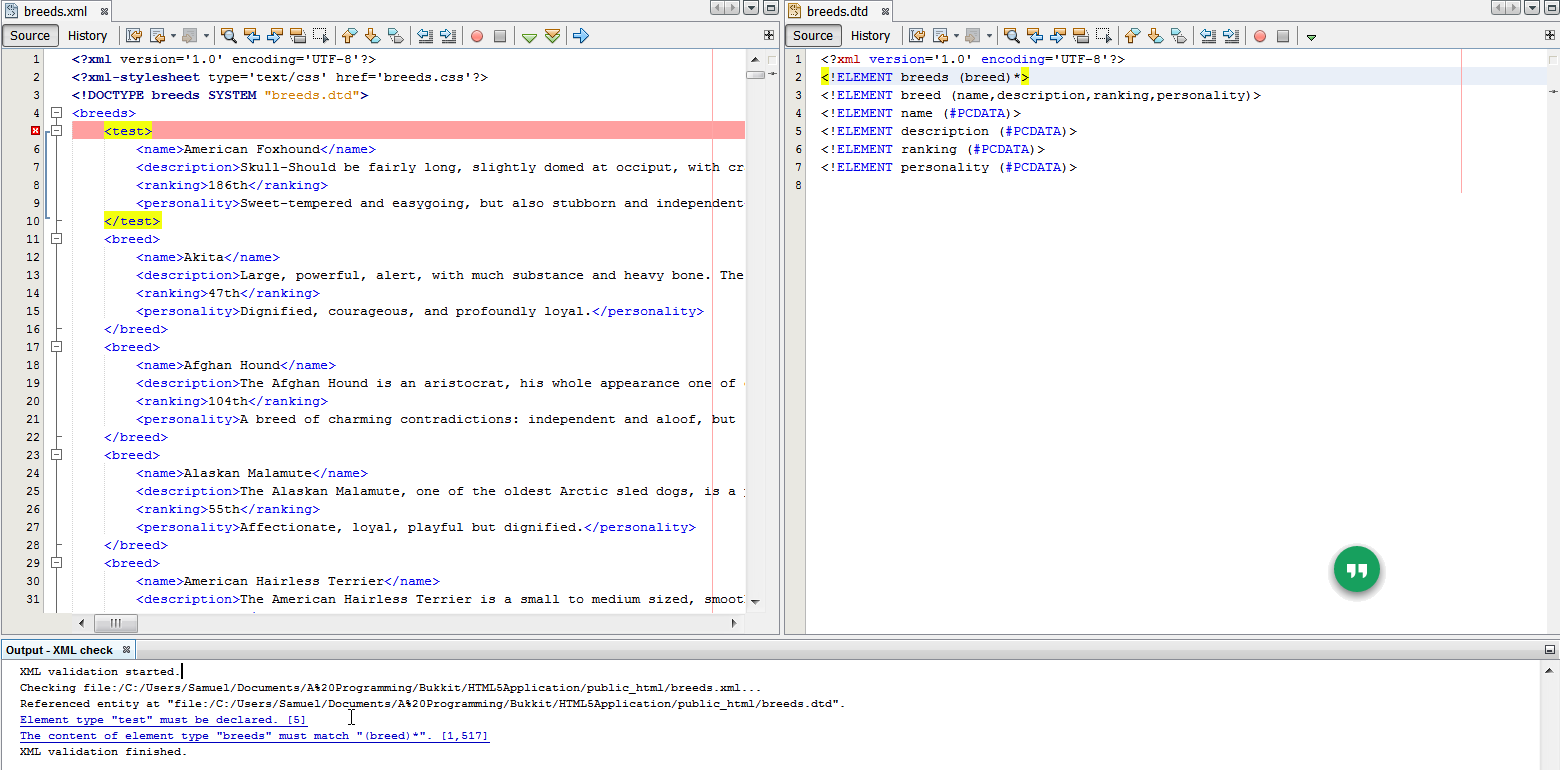 breeds.xml
Source History
1 <?xml version='1.0' encoding='UTF-8'?>
2 <?xml-stylesheet type='text/css' href='breeds.css'?>
3 <!DOCTYPE breeds SYSTEM "breeds.dtd">
4 <breeds>
<test>
6 <name>American Foxhound</name>
7 <description>Skull-Should be fairly long, slightly domed at occiput, with cr
8 <ranking>186th</ranking>
9 <personality>Sweet-tempered and easygoing, but also stubborn and independent
10 </test>
11 <breed>
12 <name>Akita</name>
13 <description>Large, powerful, alert, with much substance and heavy bone. The
14 <ranking>47th</ranking>
15 <personality>Dignified, courageous, and profoundly loyal.</personality>
16 </breed>
17 <breed>
18 <name>Afghan Hound</name>
19 <description>The Afghan Hound is an aristocrat, his whole appearance one of
20 <ranking>104th</ranking>
21 <personality>A breed of charming contradictions: independent and aloof, but
22 </breed>
23 <breed>
24 <name>Alaskan Malamute</name>
25 <description>The Alaskan Malamute, one of the oldest Arctic sled dogs, is a
26 <ranking>55th</ranking>
27 <personality>Affectionate, loyal, playful but dignified.</personality>
28 </breed>
29 <breed>
30 <name>American Hairless Terrier</name>
31 <description>The American Hairless Terrier is a small to medium sized, smoot
breeds.dtd
Source History
1 <?xml version='1.0' encoding='UTF-8'?>
2 <!ELEMENT breeds (breed)*>
3 <!ELEMENT breed (name,description,ranking,personality)>
4 <!ELEMENT name (#PCDATA)>
5 <!ELEMENT description (#PCDATA)>
6 <!ELEMENT ranking (#PCDATA)>
7 <!ELEMENT personality (#PCDATA)>
8
Output - XML check
XML validation started.
Checking file:/C:/Users/Samuel/Documents/A%20Programming/Bukkit/HTML5Application/public_html/breeds.xml...
Referenced entity at "file:/C:/Users/Samuel/Documents/A%20Programming/Bukkit/HTML5Application/public_html/breeds.dtd".
Element type "test" must be declared. [5]
The content of element type "breeds" must match "(breed)*". [1,517]
XML validation finished.